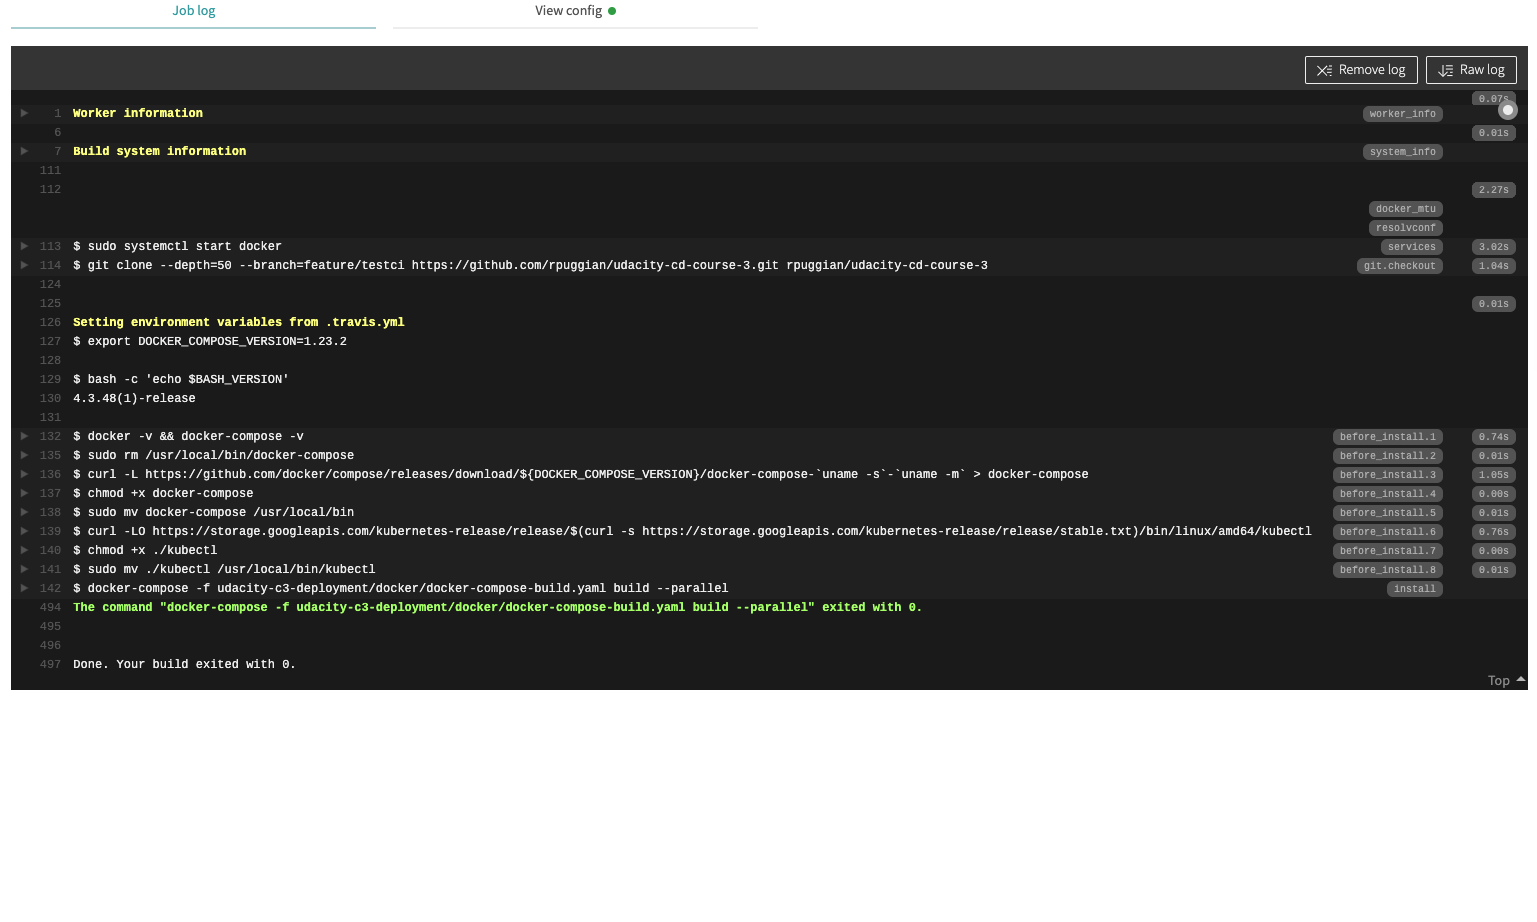 Job log View config
Remove log Raw log
0.07s
1 Worker information worker_info
6 0.01s
7 Build system information system_info
111
112 2.27s
docker_mtu
resolvconf
113 $ sudo systemctl start docker services 3.02s
114 $ git clone --depth=50 --branch=feature/testci https://github.com/rpuggian/udacity-cd-course-3.git rpuggian/udacity-cd-course-3 git.checkout 1.04s
124
125 0.01s
126 Setting environment variables from .travis.yml
127 $ export DOCKER_COMPOSE_VERSION=1.23.2
128
129 $ bash -c 'echo $BASH_VERSION'
130 4.3.48(1)-release
131
132 $ docker -v && docker-compose -v before_install.1 0.74s
135 $ sudo rm /usr/local/bin/docker-compose before_install.2 0.01s
136 $ curl -L https://github.com/docker/compose/releases/download/${DOCKER_COMPOSE_VERSION}/docker-compose-`uname -s`-`uname -m` > docker-compose before_install.3 1.05s
137 $ chmod +x docker-compose before_install.4 0.00s
138 $ sudo mv docker-compose /usr/local/bin before_install.5 0.01s
139 $ curl -LO https://storage.googleapis.com/kubernetes-release/release/$(curl -s https://storage.googleapis.com/kubernetes-release/release/stable.txt)/bin/linux/amd64/kubectl before_install.6 0.76s
140 $ chmod +x ./kubectl before_install.7 0.00s
141 $ sudo mv ./kubectl /usr/local/bin/kubectl before_install.8 0.01s
142 $ docker-compose -f udacity-c3-deployment/docker/docker-compose-build.yaml build --parallel install
494 The command "docker-compose -f udacity-c3-deployment/docker/docker-compose-build.yaml build --parallel" exited with 0.
495
496
497 Done. Your build exited with 0.
Top